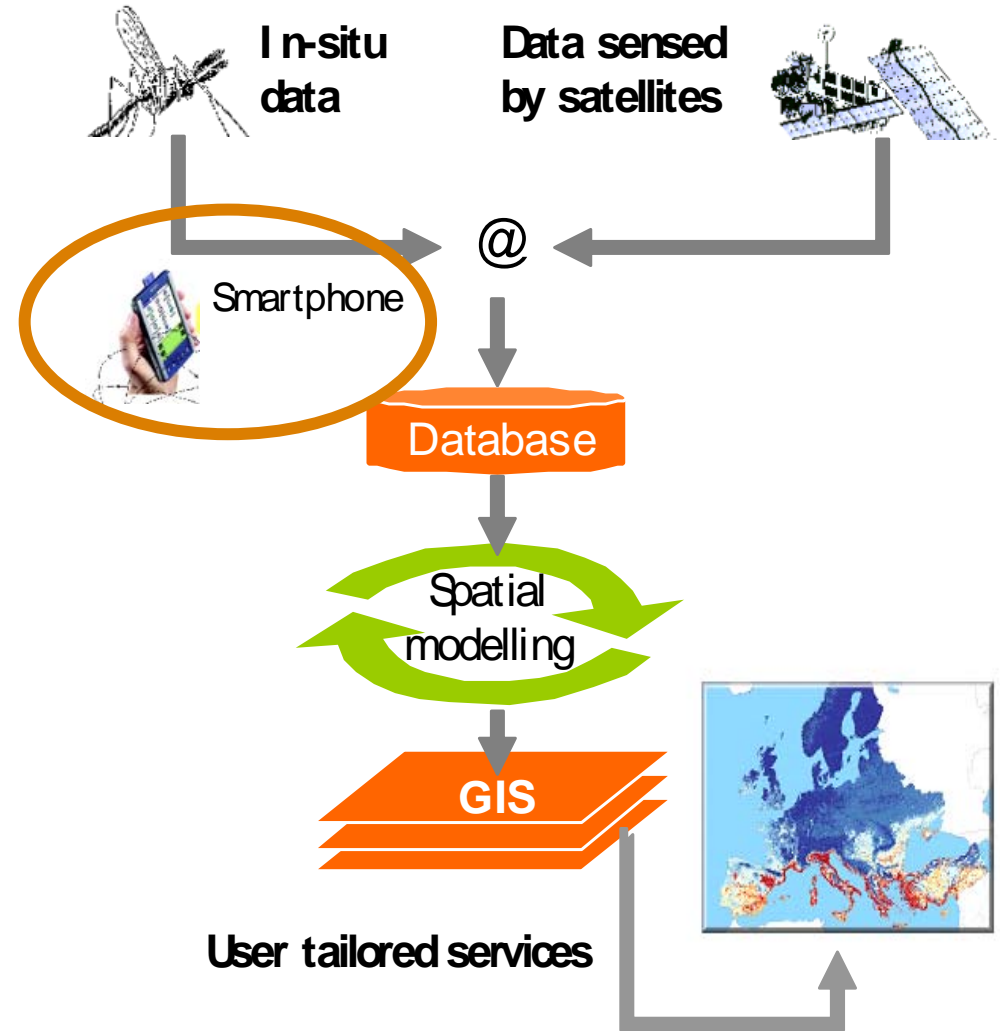 In-situ
data
Data sensed
by satellites
@
Smartphone
Database
Spatial
modelling
GIS
User tailored services